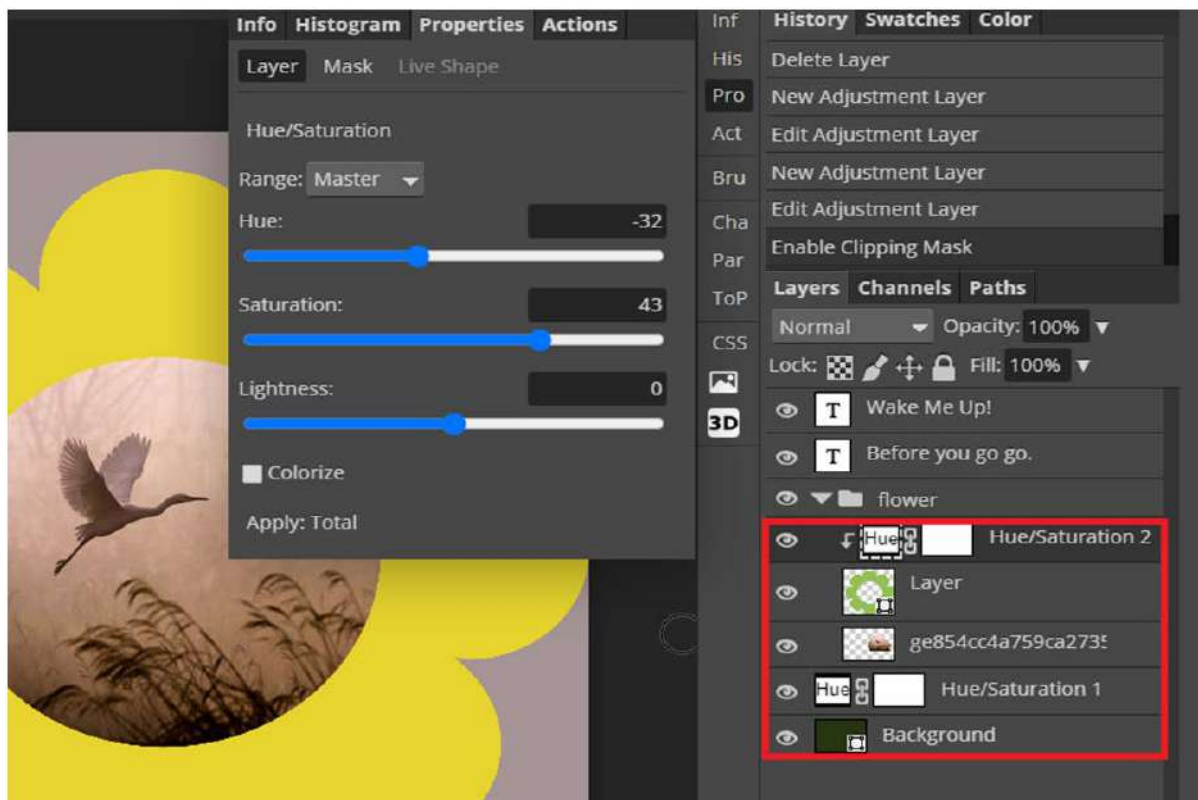 Info Histogram Properties Actions
Layer Mask Live Shape
Hue/Saturation
Range: Master
Hue: -32
Saturation: 43
Lightness: 0
Colorize
Apply: Total
Inf
His
Pro
Act
Bru
Cha
Par
ToP
CSS
3D
History Swatches Color
Delete Layer
New Adjustment Layer
Edit Adjustment Layer
New Adjustment Layer
Edit Adjustment Layer
Enable Clipping Mask
Layers Channels Paths
Normal Opacity: 100%
Lock: Fill: 100%
T Wake Me Up!
T Before you go go.
flower
Hue Hue/Saturation 2
Layer
ge854cc4a759ca2735
Hue Hue/Saturation 1
Background